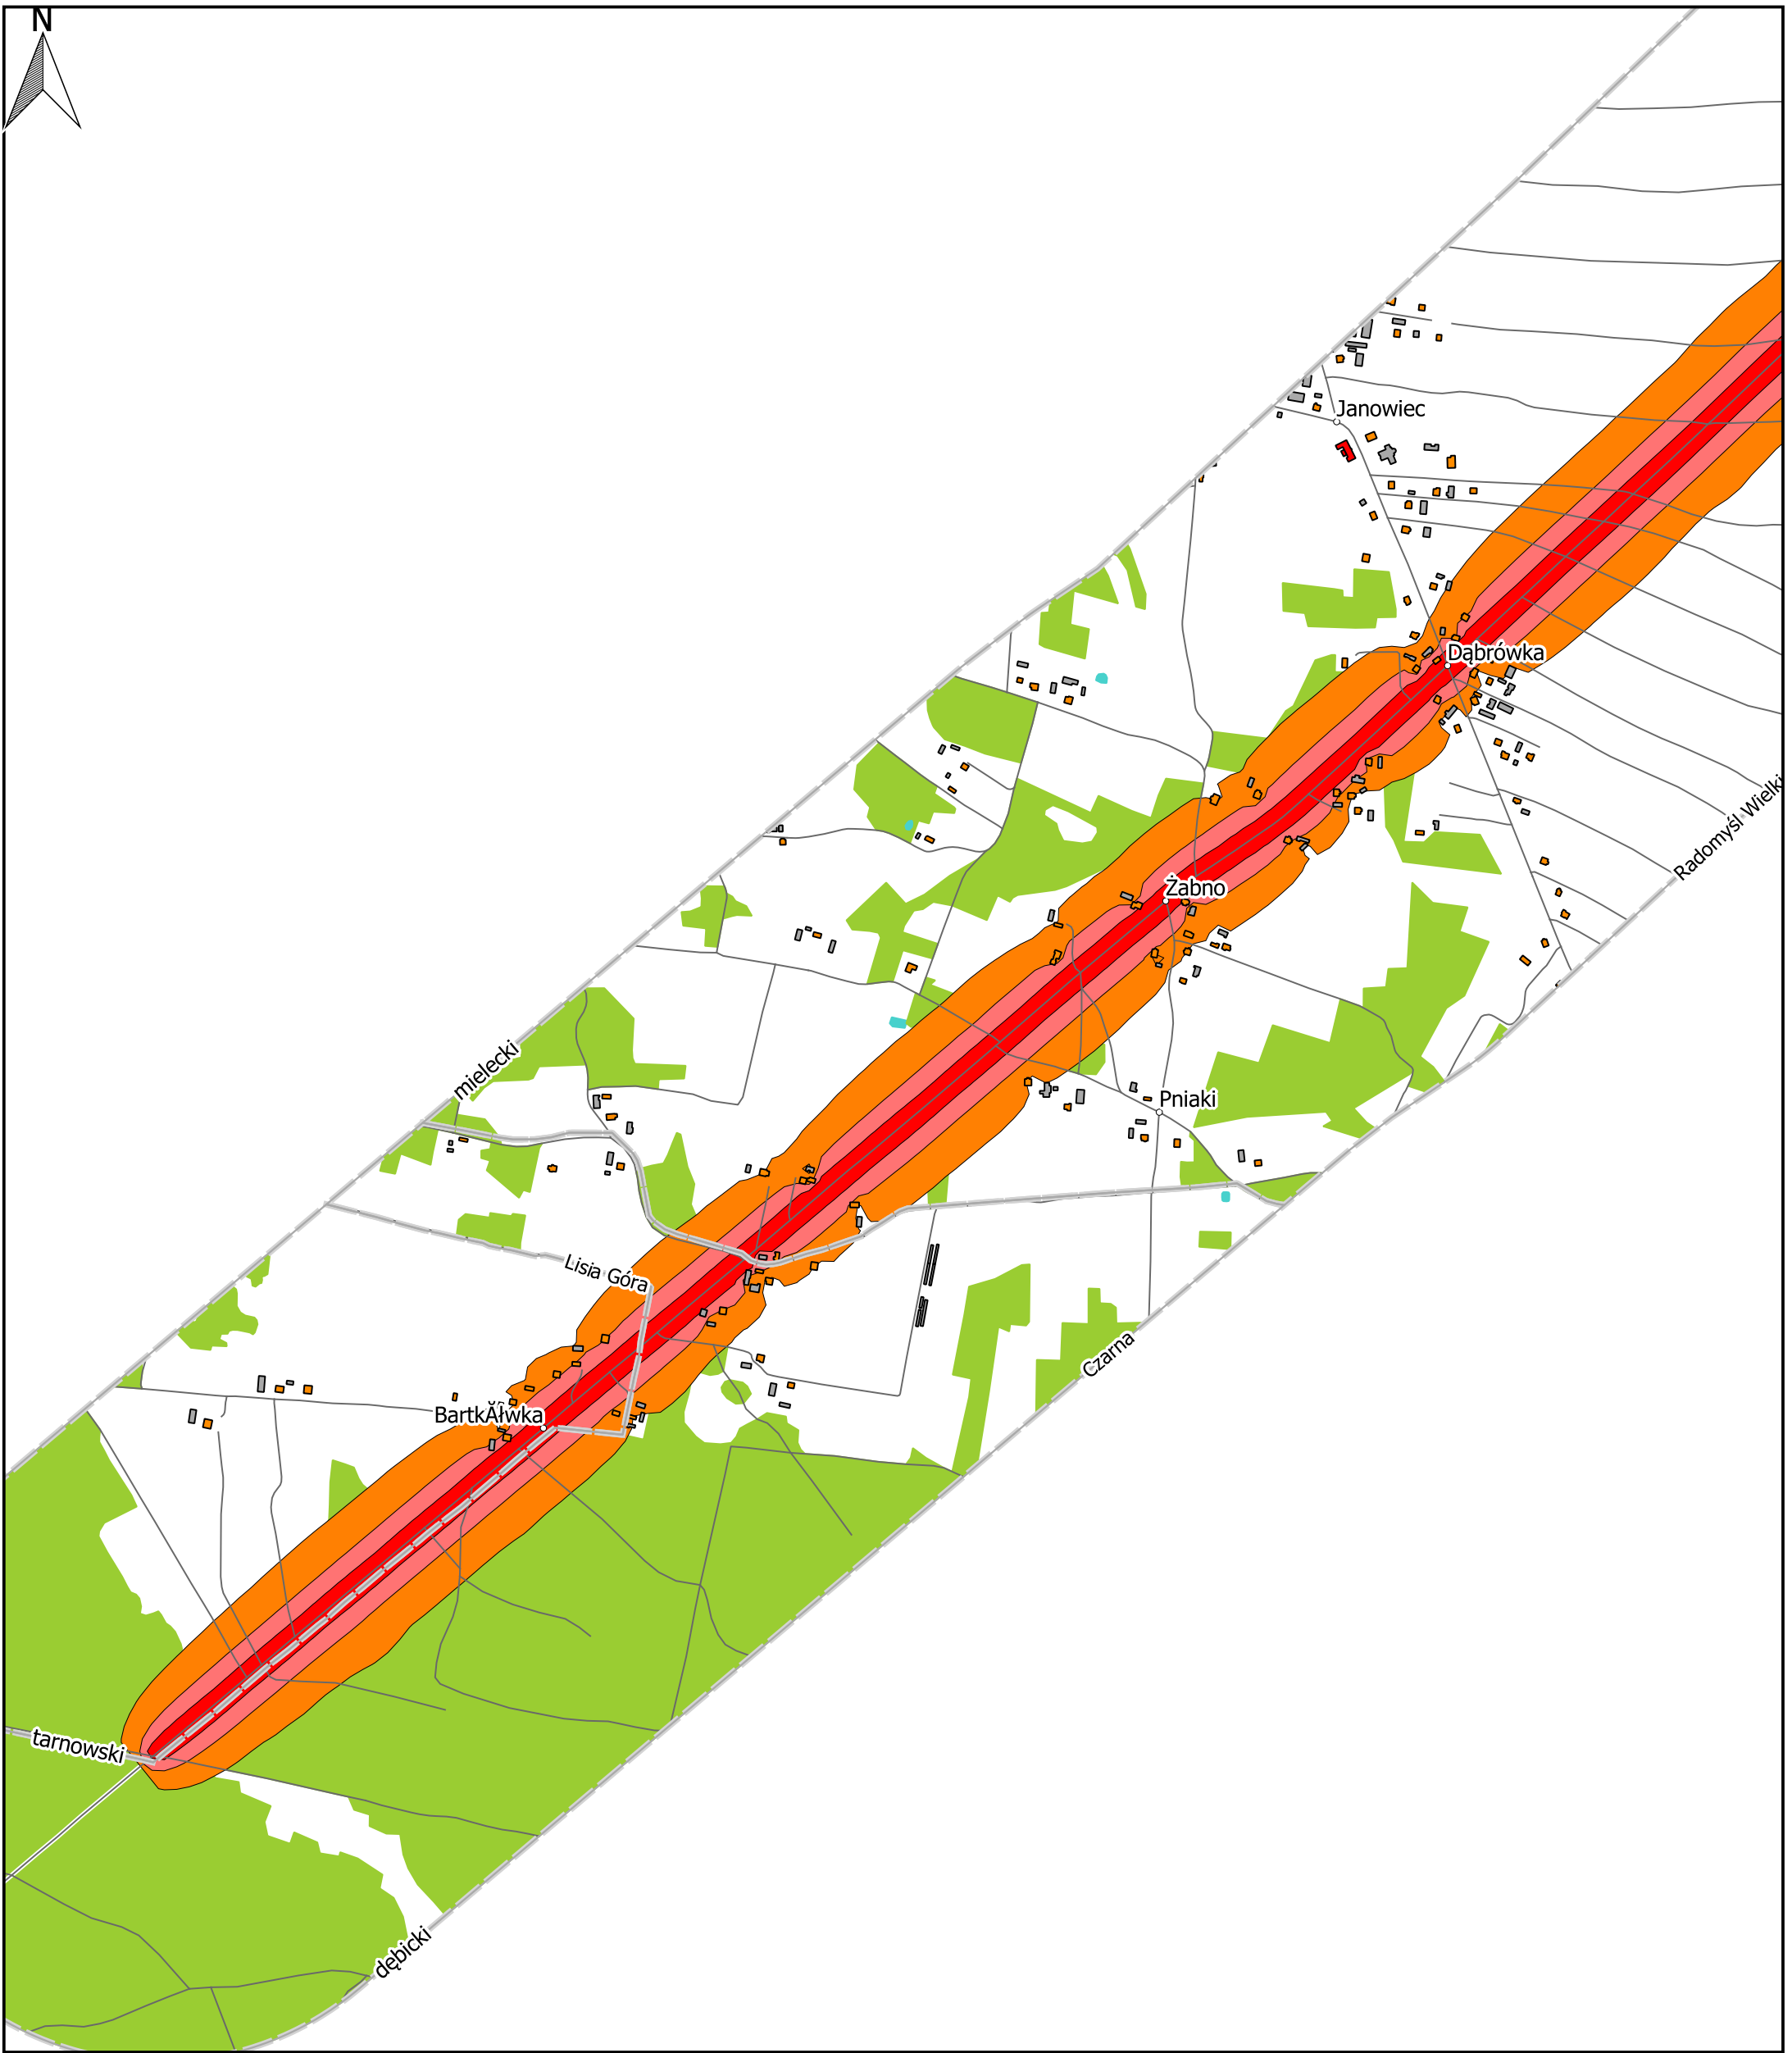 N
Janowiec
Dąbrówka
Radomyśl Wielki
Żabno
mielecki
Pniaki
Lisia Góra
Czarna
BartkĂłwka
tarnowski
dębicki